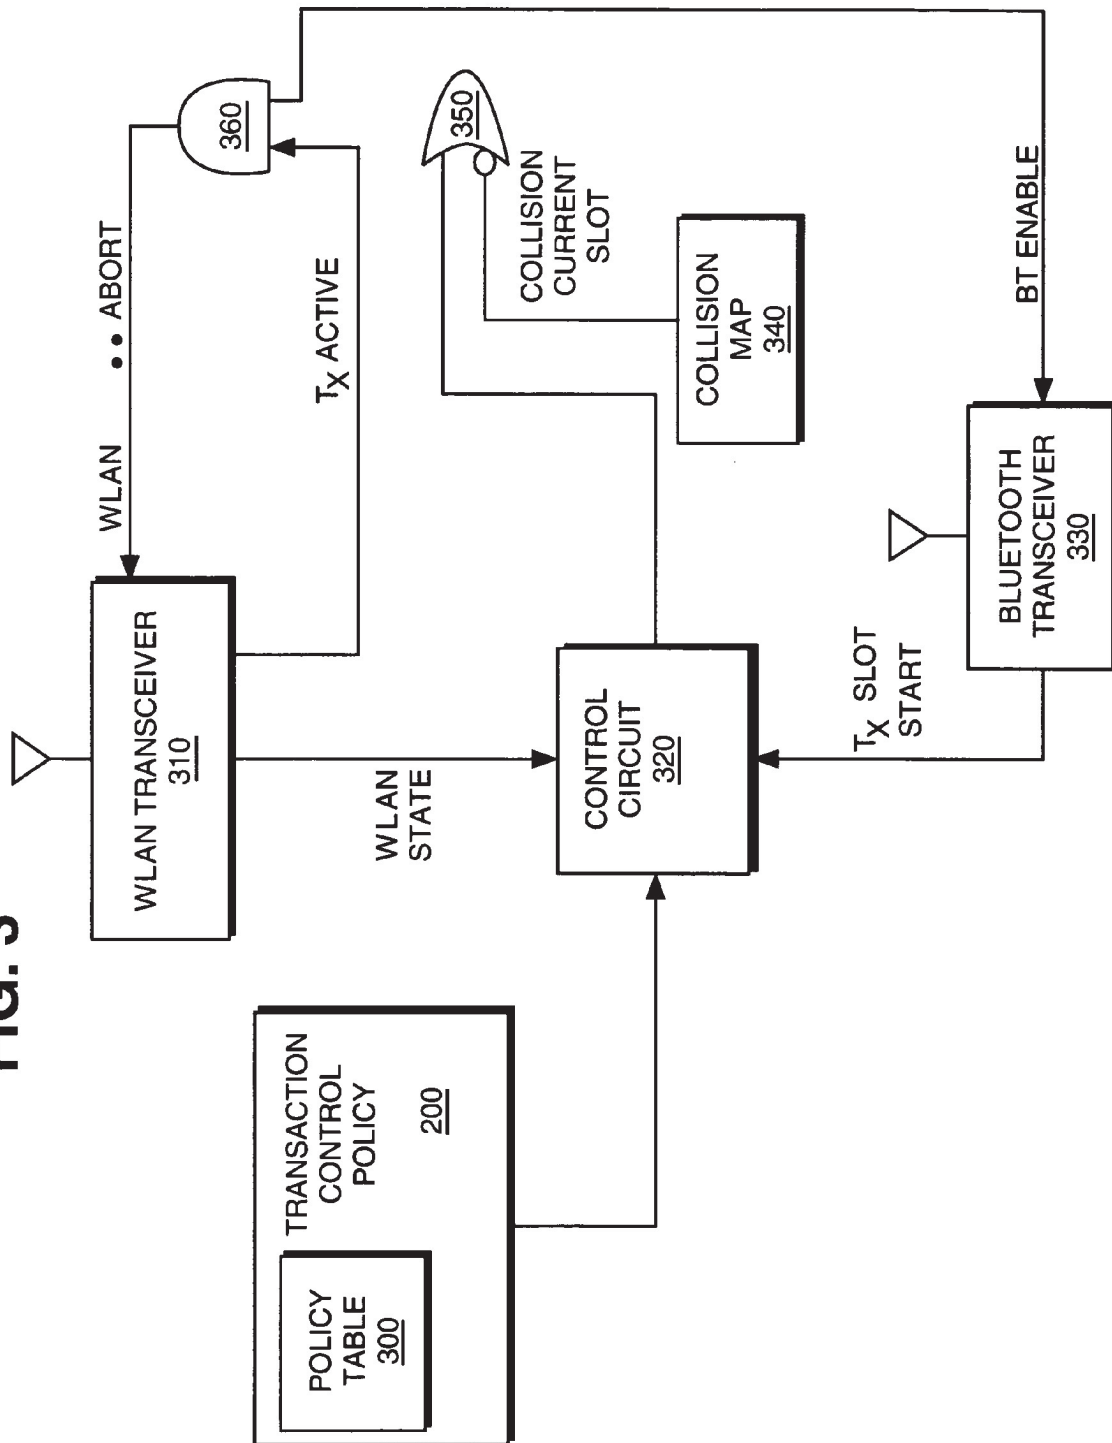 FIG. 3
WLAN TRANSCEIVER
310
WLAN •• ABORT
TX ACTIVE
360
350
COLLISION
CURRENT
SLOT
WLAN
STATE
TRANSACTION
CONTROL
POLICY
200
POLICY
TABLE
300
CONTROL
CIRCUIT
320
COLLISION
MAP
340
TX SLOT
START
BLUETOOTH
TRANSCEIVER
330
BT ENABLE